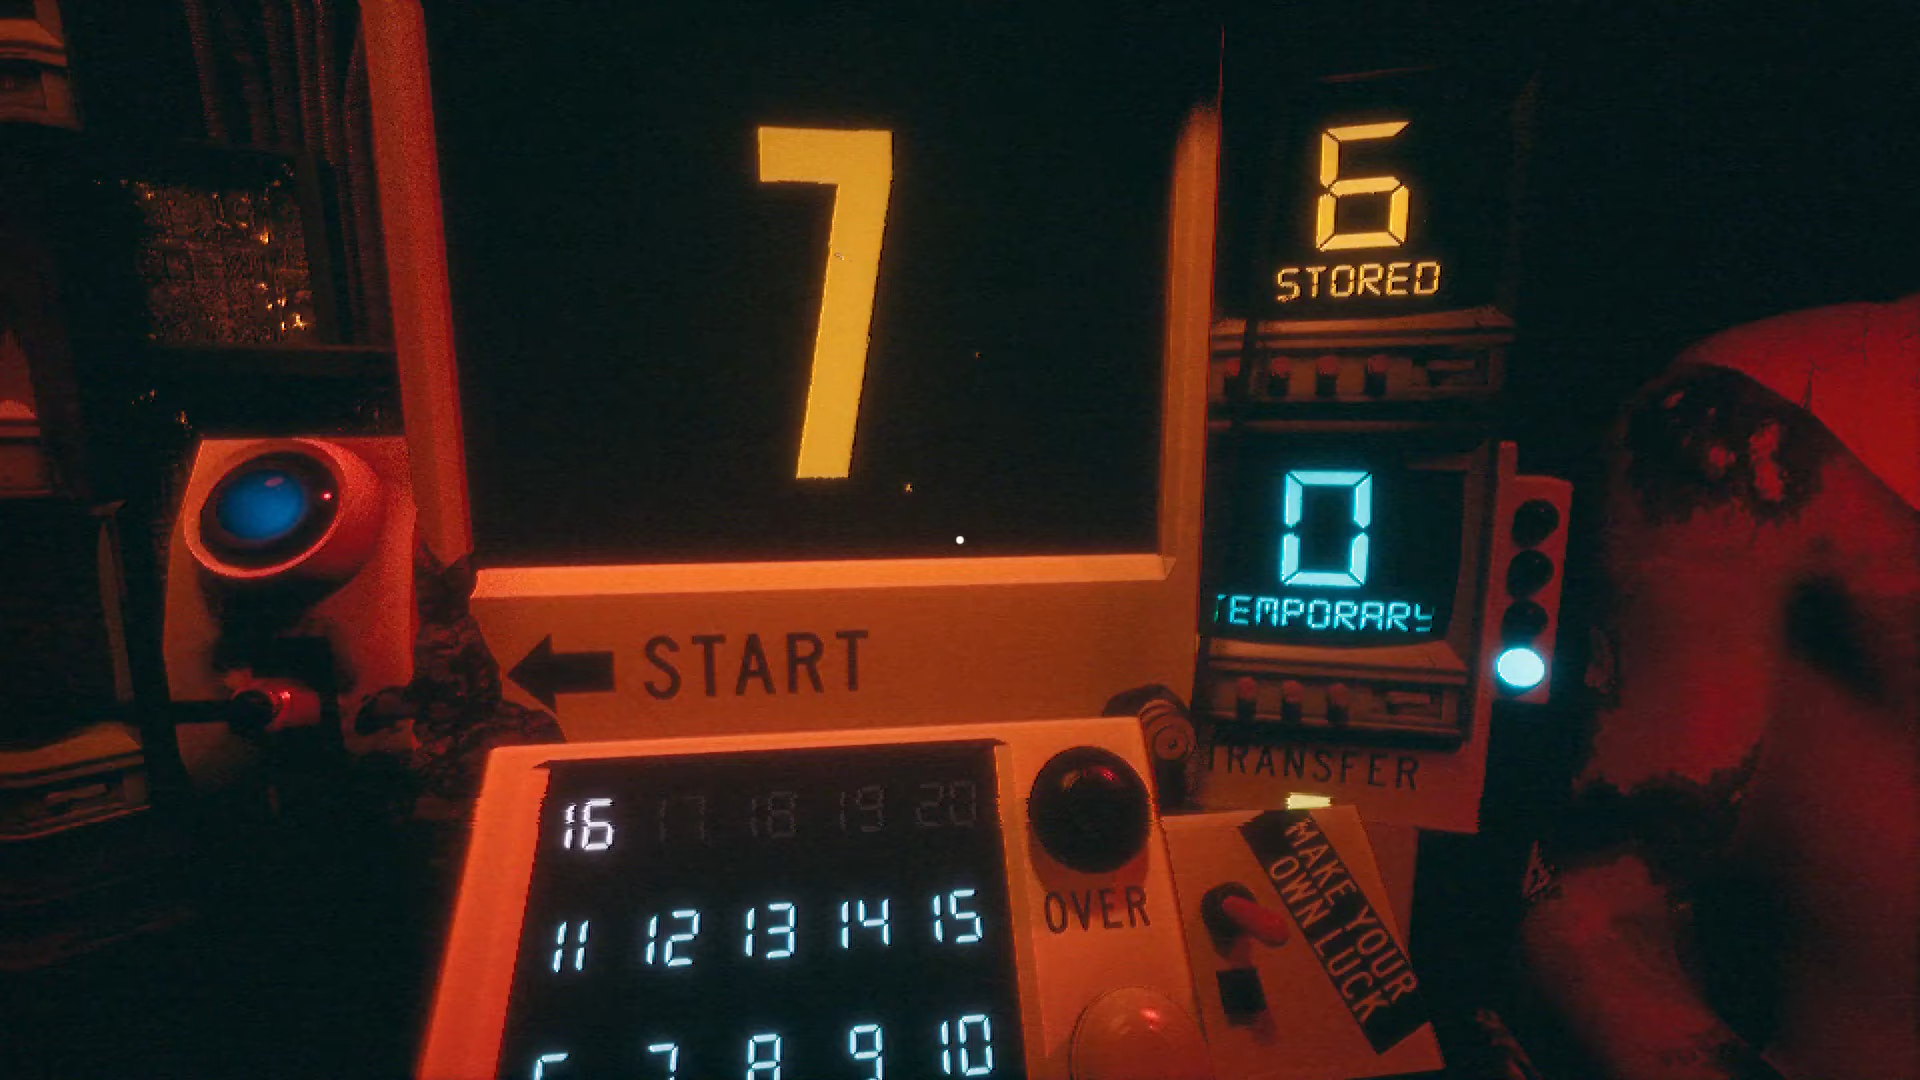 7
6
STORED
0
TEMPORARY
START
TRANSFER
16 17 18 19 20
11 12 13 14 15
7 8 9 10
OVER
MAKE YOUR
OWN LUCK